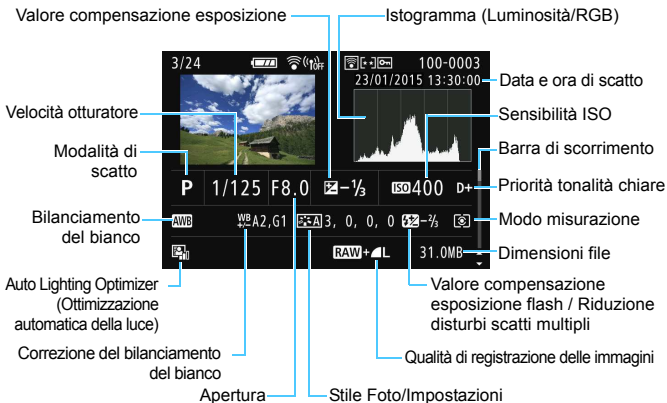 Valore compensazione esposizione
Istogramma (Luminosità/RGB)
3/24
OFF
100-0003
23/01/2015 13:30:00
Data e ora di scatto
Velocità otturatore
Sensibilità ISO
Modalità di
scatto
Barra di scorrimento
P 1/125 F8.0 -1/3 ISO 400 D+
Priorità tonalità chiare
Bilanciamento
del bianco
AWB WB +/- A2,G1 A 3, 0, 0, 0 -2/3
Modo misurazione
RAW+ L 31.0MB
Dimensioni file
Auto Lighting Optimizer
(Ottimizzazione
automatica della luce)
Valore compensazione
esposizione flash / Riduzione
disturbi scatti multipli
Correzione del bilanciamento
del bianco
Qualità di registrazione delle immagini
Apertura
Stile Foto/Impostazioni